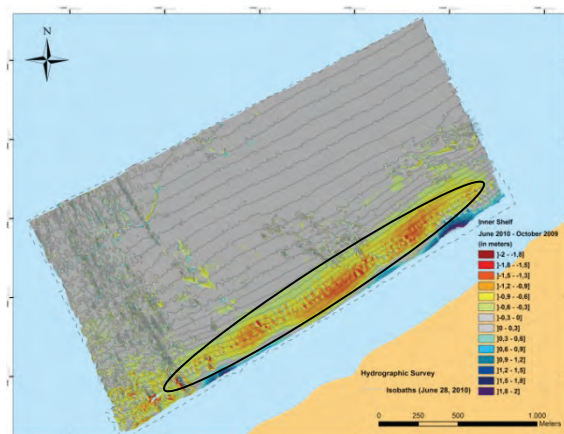 N
Inner Shelf
June 2010 - October 2009
(in meters)
]-2 - -1,8]
]-1,8 - -1,5]
]-1,5 - -1,3]
]-1,2 - -0,9]
]-0,9 - -0,6]
]-0,6 - -0,3]
]-0,3 - 0]
]0 - 0,3]
]0,3 - 0,6]
]0,6 - 0,9]
]0,9 - 1,2]
]1,2 - 1,5]
]1,5 - 1,8]
]1,8 - 2]
Hydrographic Survey
Isobaths (June 28, 2010)
0 250 500 1.000
Meters